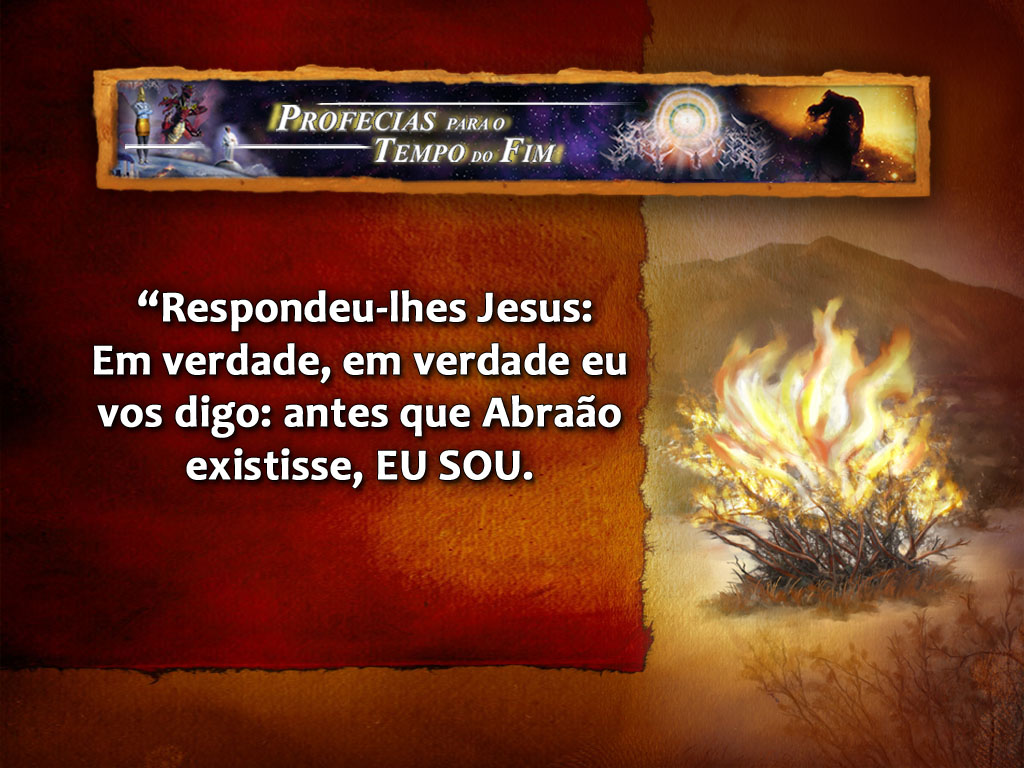 PROFECIAS PARA O
TEMPO DO FIM
“Respondeu-lhes Jesus:
Em verdade, em verdade eu
vos digo: antes que Abraão
existisse, EU SOU.